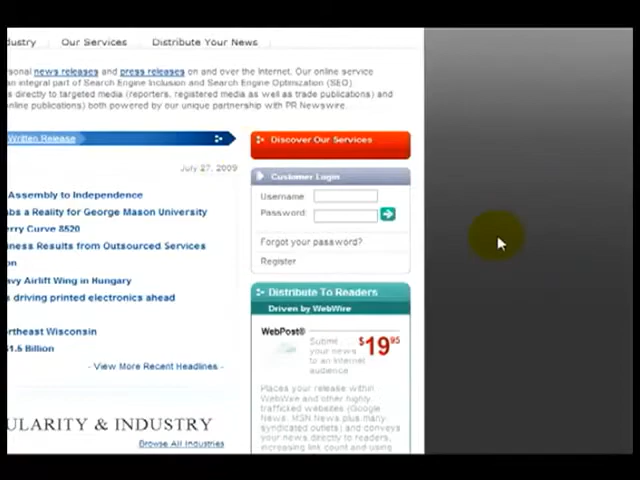 dustry Our Services Distribute Your News
rsonal news releases and press releases on and over the Internet. Our online service
an integral part of Search Engine Inclusion and Search Engine Optimization (SEO)
s directly to targeted media (reporters, registered media as well as trade publications) and
online publications) both powered by our unique partnership with PR Newswire.
Written Release
Discover Our Services
July 27, 2009
Customer Login
Assembly to Independence
Username
abs a Reality for George Mason University
Password
erry Curve 8520
iness Results from Outsourced Services
Forgot your password?
on
Register
avy Airlift Wing in Hungary
s driving printed electronics ahead
Distribute To Readers
Driven by WebWire
ortheast Wisconsin
WebPost®
$19.95
Submit
your news
to an Internet
audience
$1.5 Billion
- View More Recent Headlines -
Places your release within
WebWire and other highly
trafficked websites (Google
News, MSN News plus many
syndicated outlets) and conveys
your news directly to readers,
increasing link count and using
ULARITY & INDUSTRY
Browse All Industries